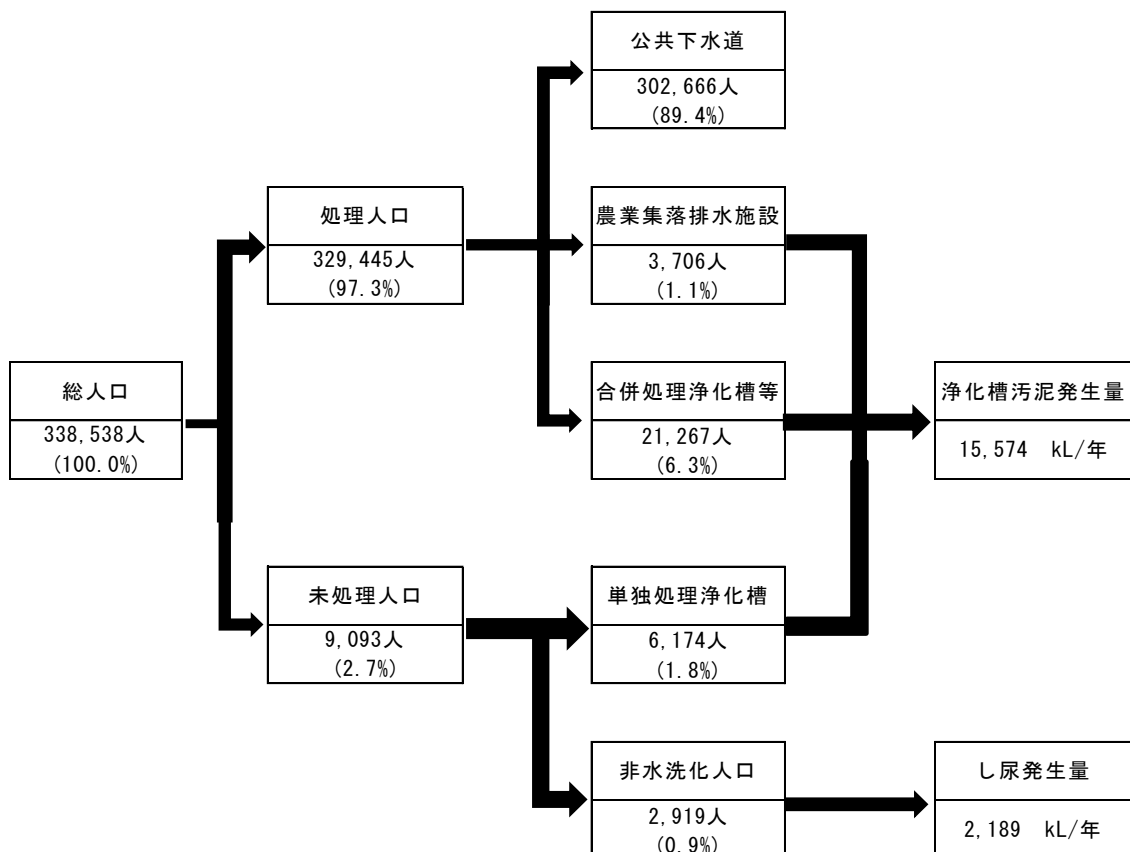 公共下水道
302,666人
(89.4%)
処理人口
329,445人
(97.3%)
農業集落排水施設
3,706人
(1.1%)
総人口
338,538人
(100.0%)
合併処理浄化槽等
21,267人
(6.3%)
浄化槽汚泥発生量
15,574 kL/年
未処理人口
9,093人
(2.7%)
単独処理浄化槽
6,174人
(1.8%)
非水洗化人口
2,919人
(0.9%)
し尿発生量
2,189 kL/年